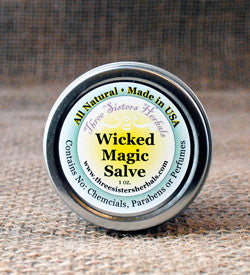 All Natural • Made in USA
Three Sisters Herbals
Wicked
Magic
Salve
1 oz.
www.threesistersherbals.com
Contains No: Chemcials, Parabens or Perfumes